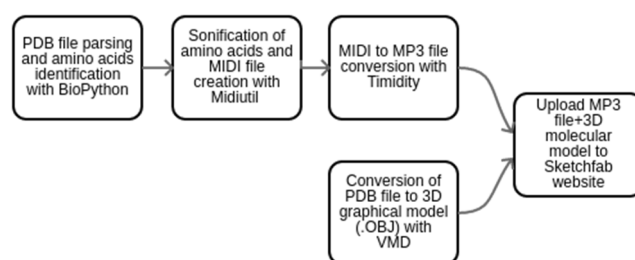 PDB file parsing
and amino acids
identification
with BioPython
Sonification of
amino acids and
MIDI file
creation with
Midiutil
MIDI to MP3 file
conversion with
Timidity
Upload MP3
file+3D
molecular
model to
Sketchfab
website
Conversion of
PDB file to 3D
graphical model
(.OBJ) with
VMD